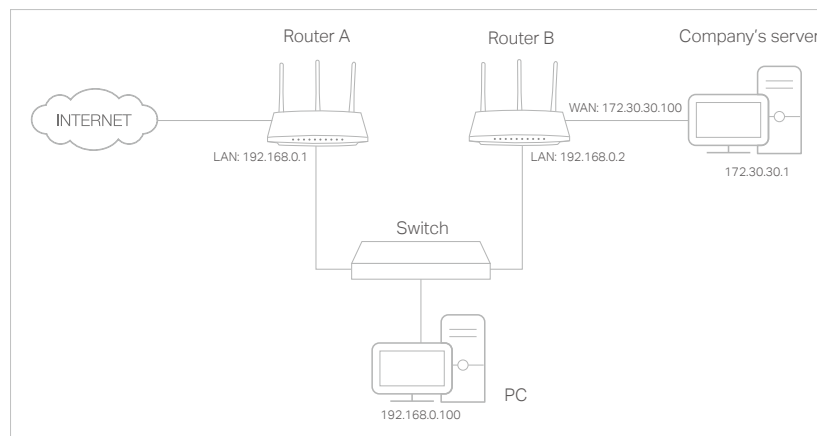 Router A
Router B
Company's server
INTERNET
WAN: 172.30.30.100
LAN: 192.168.0.1
LAN: 192.168.0.2
172.30.30.1
Switch
PC
192.168.0.100